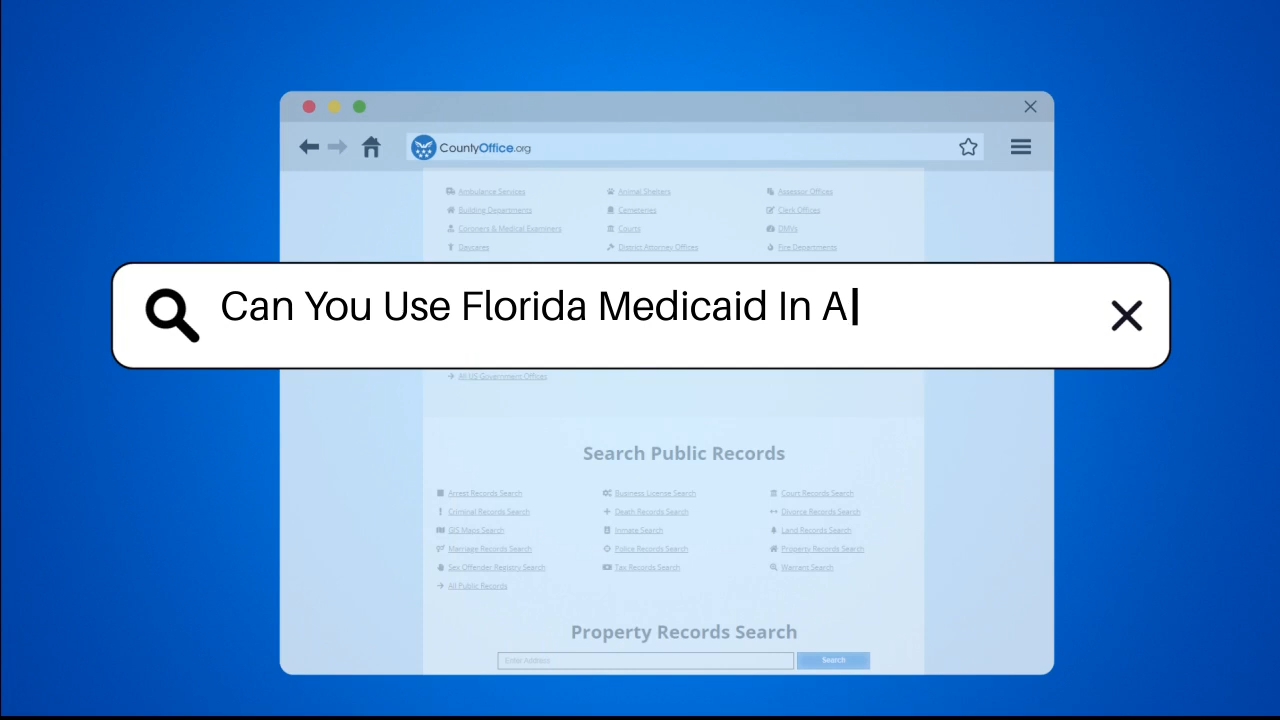 CountyOffice.org
Ambulance Services Animal Shelters Assessor Offices
Building Departments Cemeteries Clerk Offices
Coroners & Medical Examiners Courts DMVs
Daycares District Attorney Offices Fire Departments
Can You Use Florida Medicaid In A
All US Government Offices
Search Public Records
Arrest Records Search Business License Search Court Records Search
Criminal Records Search Death Records Search Divorce Records Search
GIS Maps Search Inmate Search Land Records Search
Marriage Records Search Police Records Search Property Records Search
Sex Offender Registry Search Tax Records Search Warrant Search
All Public Records
Property Records Search
Enter Address Search